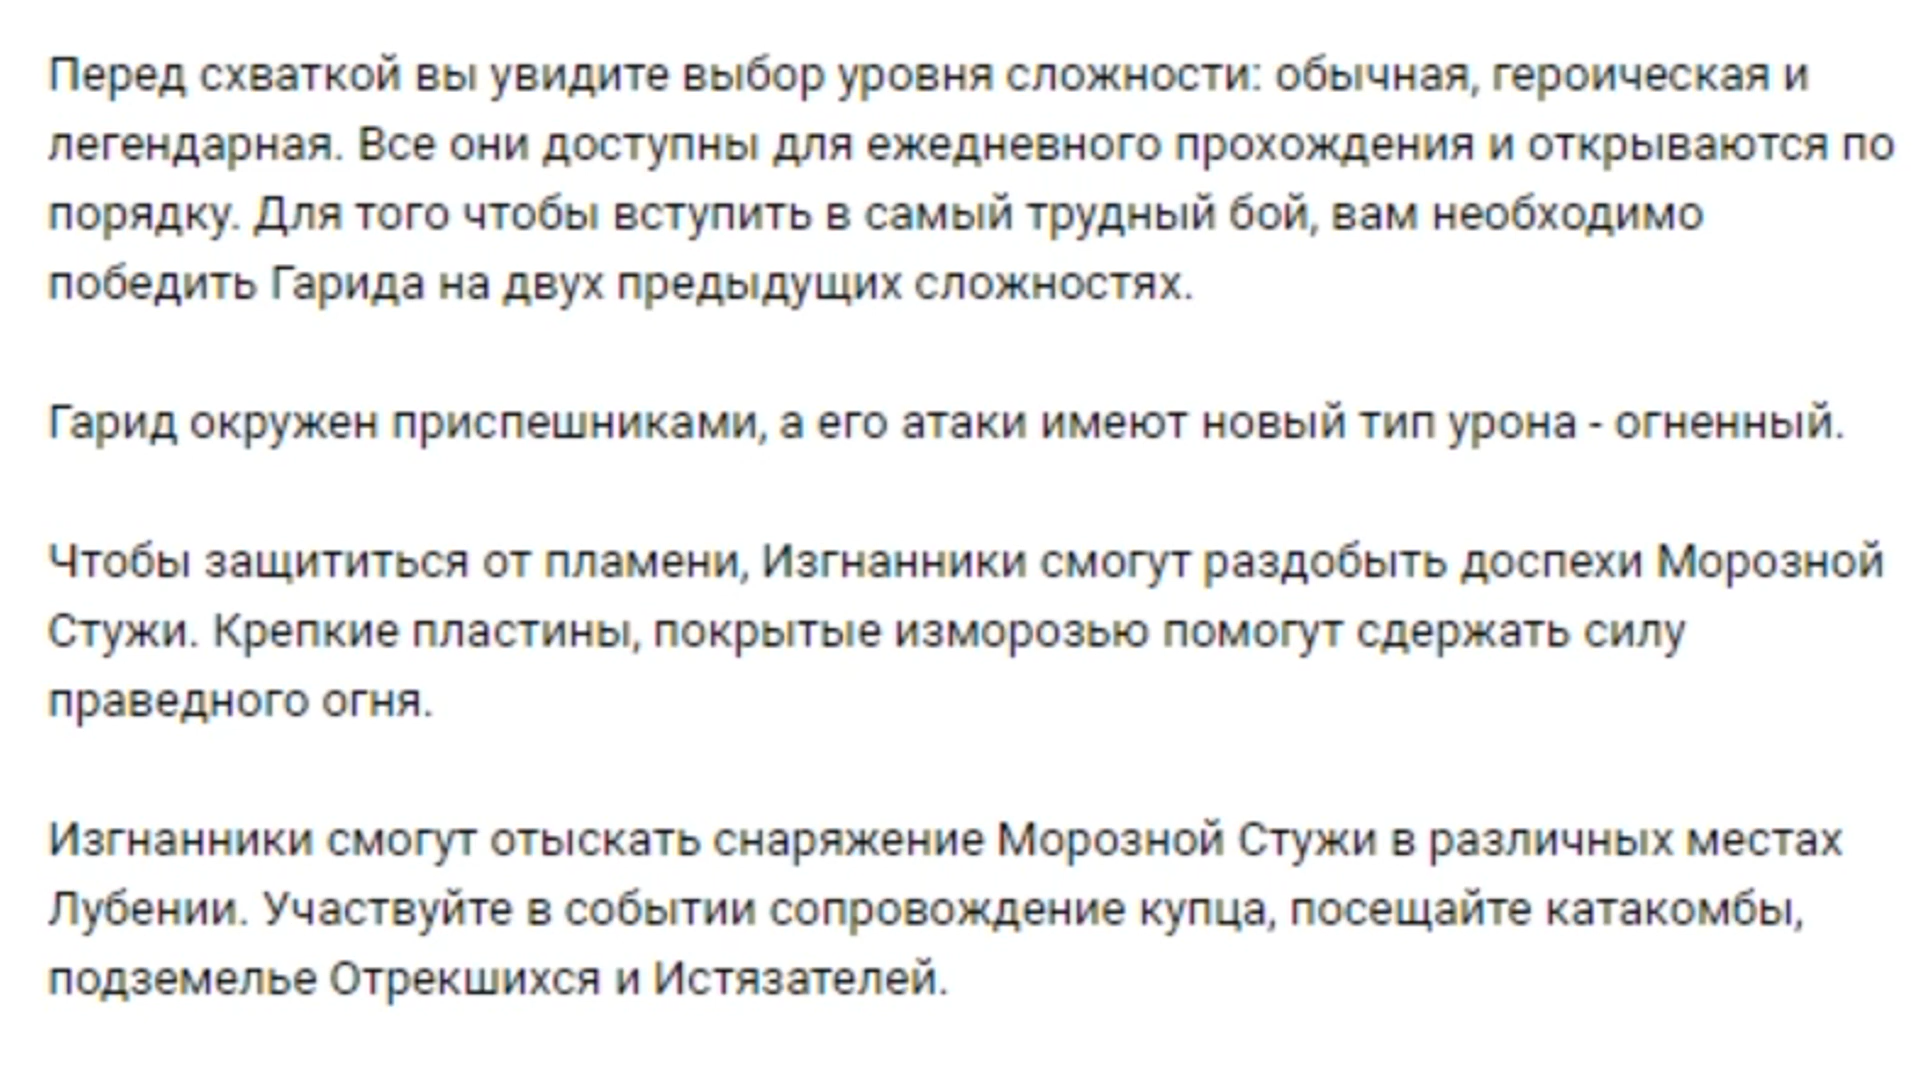 Перед схваткой вы увидите выбор уровня сложности: обычная, героическая и
легендарная. Все они доступны для ежедневного прохождения и открываются по
порядку. Для того чтобы вступить в самый трудный бой, вам необходимо
победить Гарида на двух предыдущих сложностях.
Гарид окружен приспешниками, а его атаки имеют новый тип урона - огненный.
Чтобы защититься от пламени, Изгнанники смогут раздобыть доспехи Морозной
Стужи. Крепкие пластины, покрытые изморозью помогут сдержать силу
праведного огня.
Изгнанники смогут отыскать снаряжение Морозной Стужи в различных местах
Лубении. Участвуйте в событии сопровождение купца, посещайте катакомбы,
подземелье Отрекшихся и Истязателей.